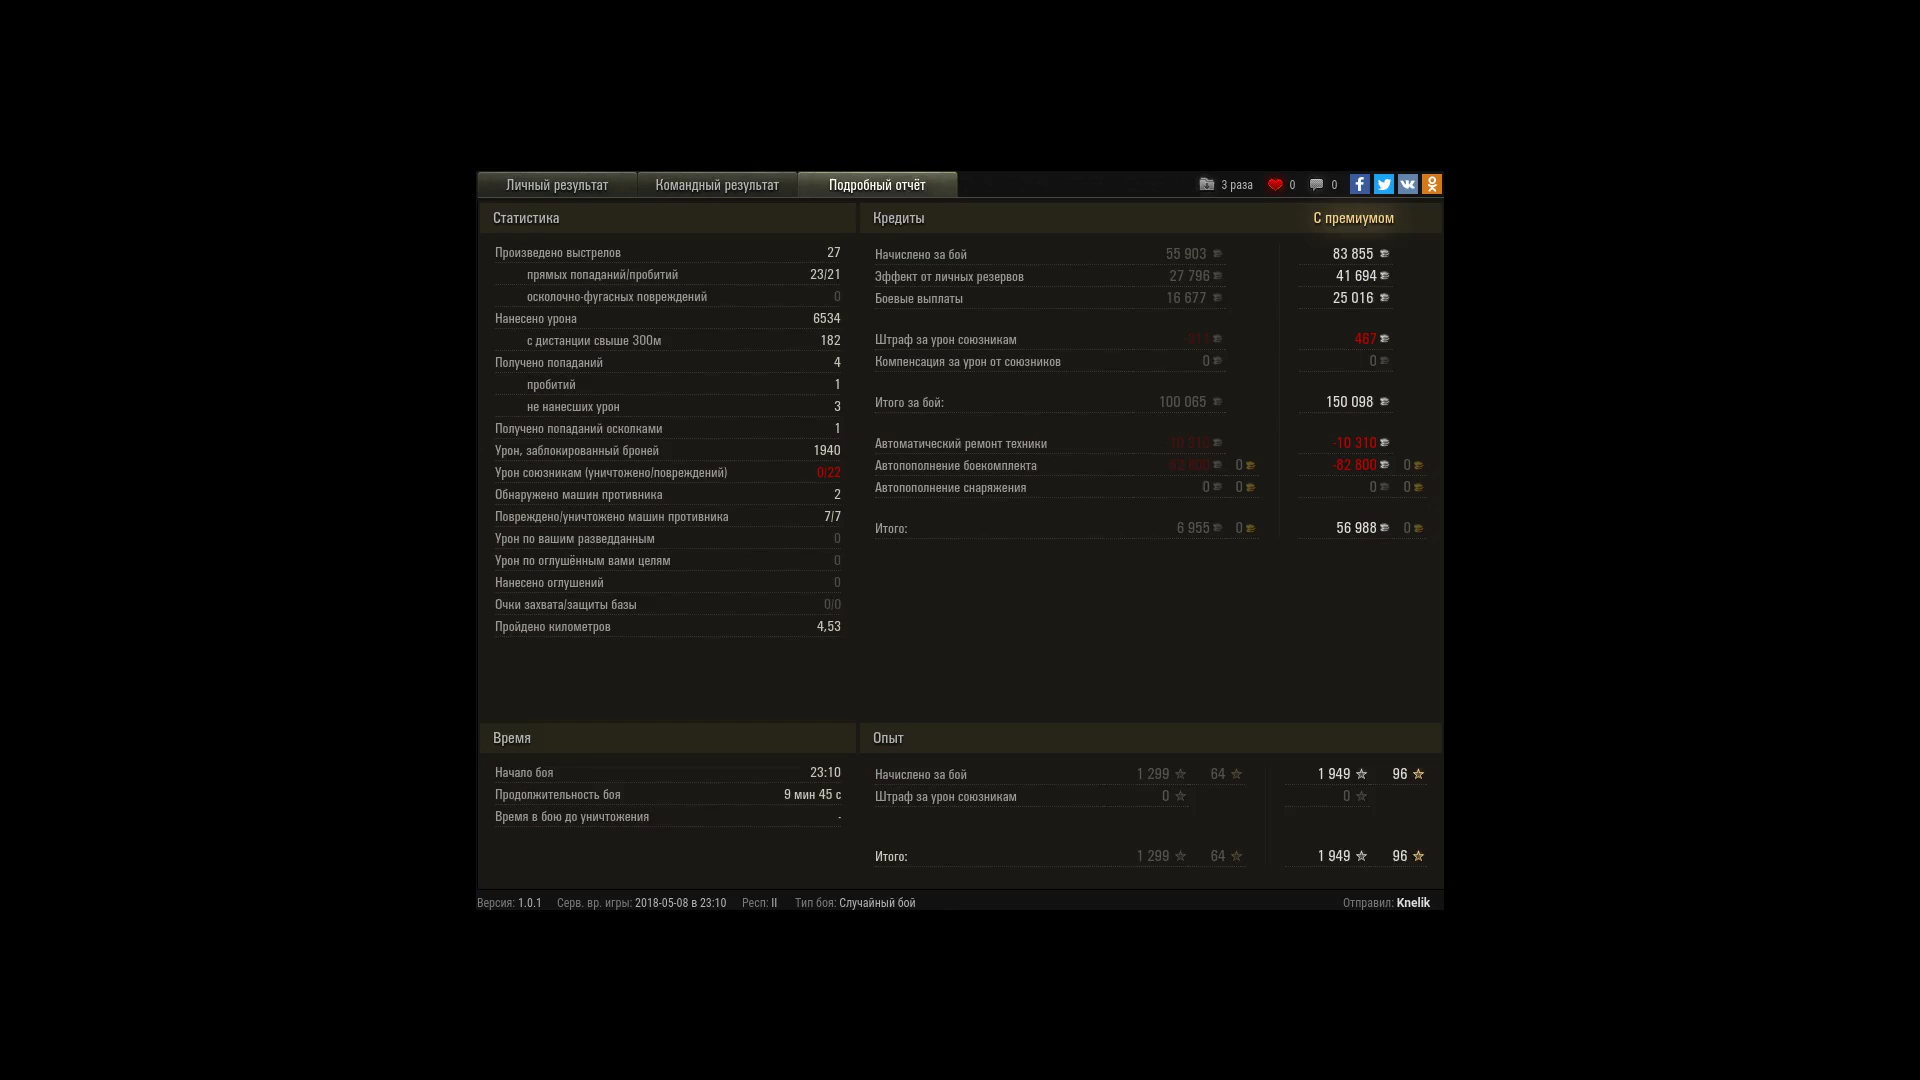 Личный результат Командный результат Подробный отчёт 3 раза 0 0
Статистика
Произведено выстрелов 27
прямых попаданий/пробитий 23/21
осколочно-фугасных повреждений 0
Нанесено урона 6534
с дистанции свыше 300м 182
Получено попаданий 4
пробитий 1
не нанесших урон 3
Получено попаданий осколками 1
Урон, заблокированный броней 1940
Урон союзникам (уничтожено/повреждений) 0/22
Обнаружено машин противника 2
Повреждено/уничтожено машин противника 7/7
Урон по вашим разведданным 0
Урон по оглушённым вами целям 0
Нанесено оглушений 0
Очки захвата/защиты базы 0/0
Пройдено километров 4,53
Кредиты С премиумом
Начислено за бой 55 903 83 855
Эффект от личных резервов 27 796 41 694
Боевые выплаты 16 677 25 016
Штраф за урон союзникам 467
Компенсация за урон от союзников 0 0
Итого за бой: 100 065 150 098
Автоматический ремонт техники -10 310
Автопополнение боекомплекта 0 -82 800 0
Автопополнение снаряжения 0 0 0 0
Итого: 6 955 0 56 988 0
Время
Начало боя 23:10
Продолжительность боя 9 мин 45 с
Время в бою до уничтожения -
Опыт
Начислено за бой 1 299 64 1 949 96
Штраф за урон союзникам 0 0
Итого: 1 299 64 1 949 96
Версия: 1.0.1 Серв. вр. игры: 2018-05-08 в 23:10 Респ: II Тип боя: Случайный бой Отправил: Knelik